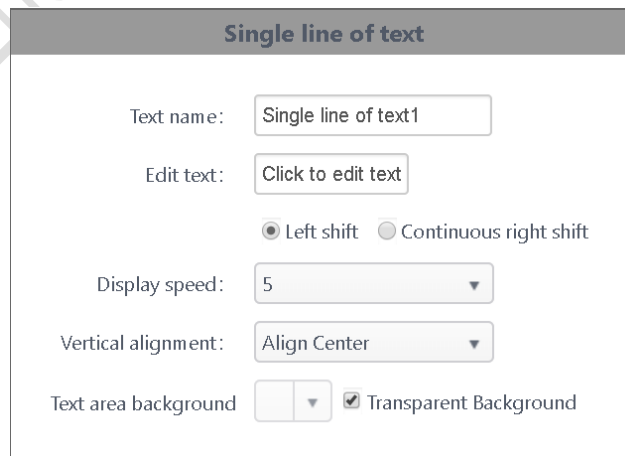 Single line of text
Text name: Single line of text1
Edit text: Click to edit text
Left shift Continuous right shift
Display speed: 5
Vertical alignment: Align Center
Text area background Transparent Background